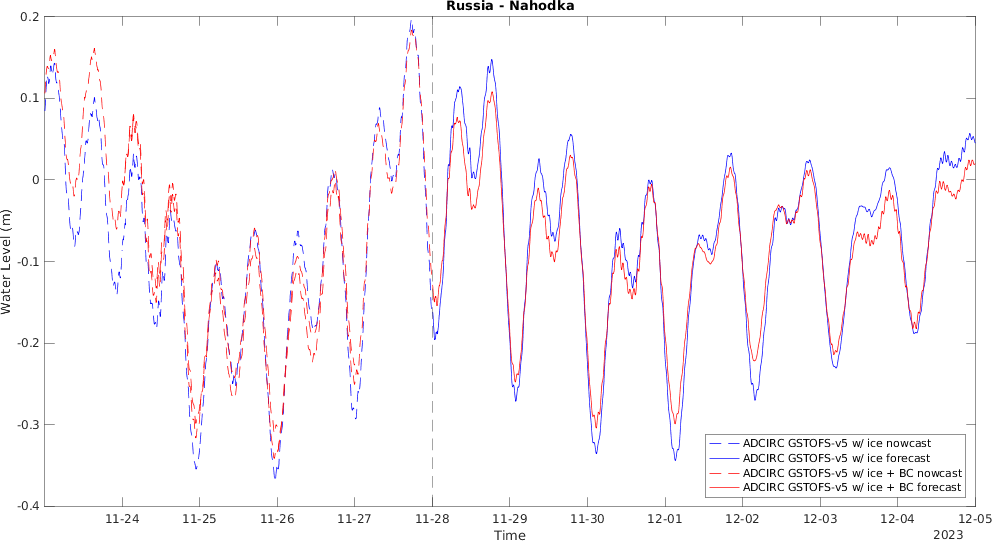 Russia - Nahodka
Water Level (m)
0.2
0.1
0
-0.1
-0.2
-0.3
-0.4
11-24
11-25
11-26
11-27
11-28
11-29
11-30
12-01
12-02
12-03
12-04
12-05
2023
Time
ADCIRC GSTOFS-v5 w/ ice nowcast
ADCIRC GSTOFS-v5 w/ ice forecast
ADCIRC GSTOFS-v5 w/ ice + BC nowcast
ADCIRC GSTOFS-v5 w/ ice + BC forecast